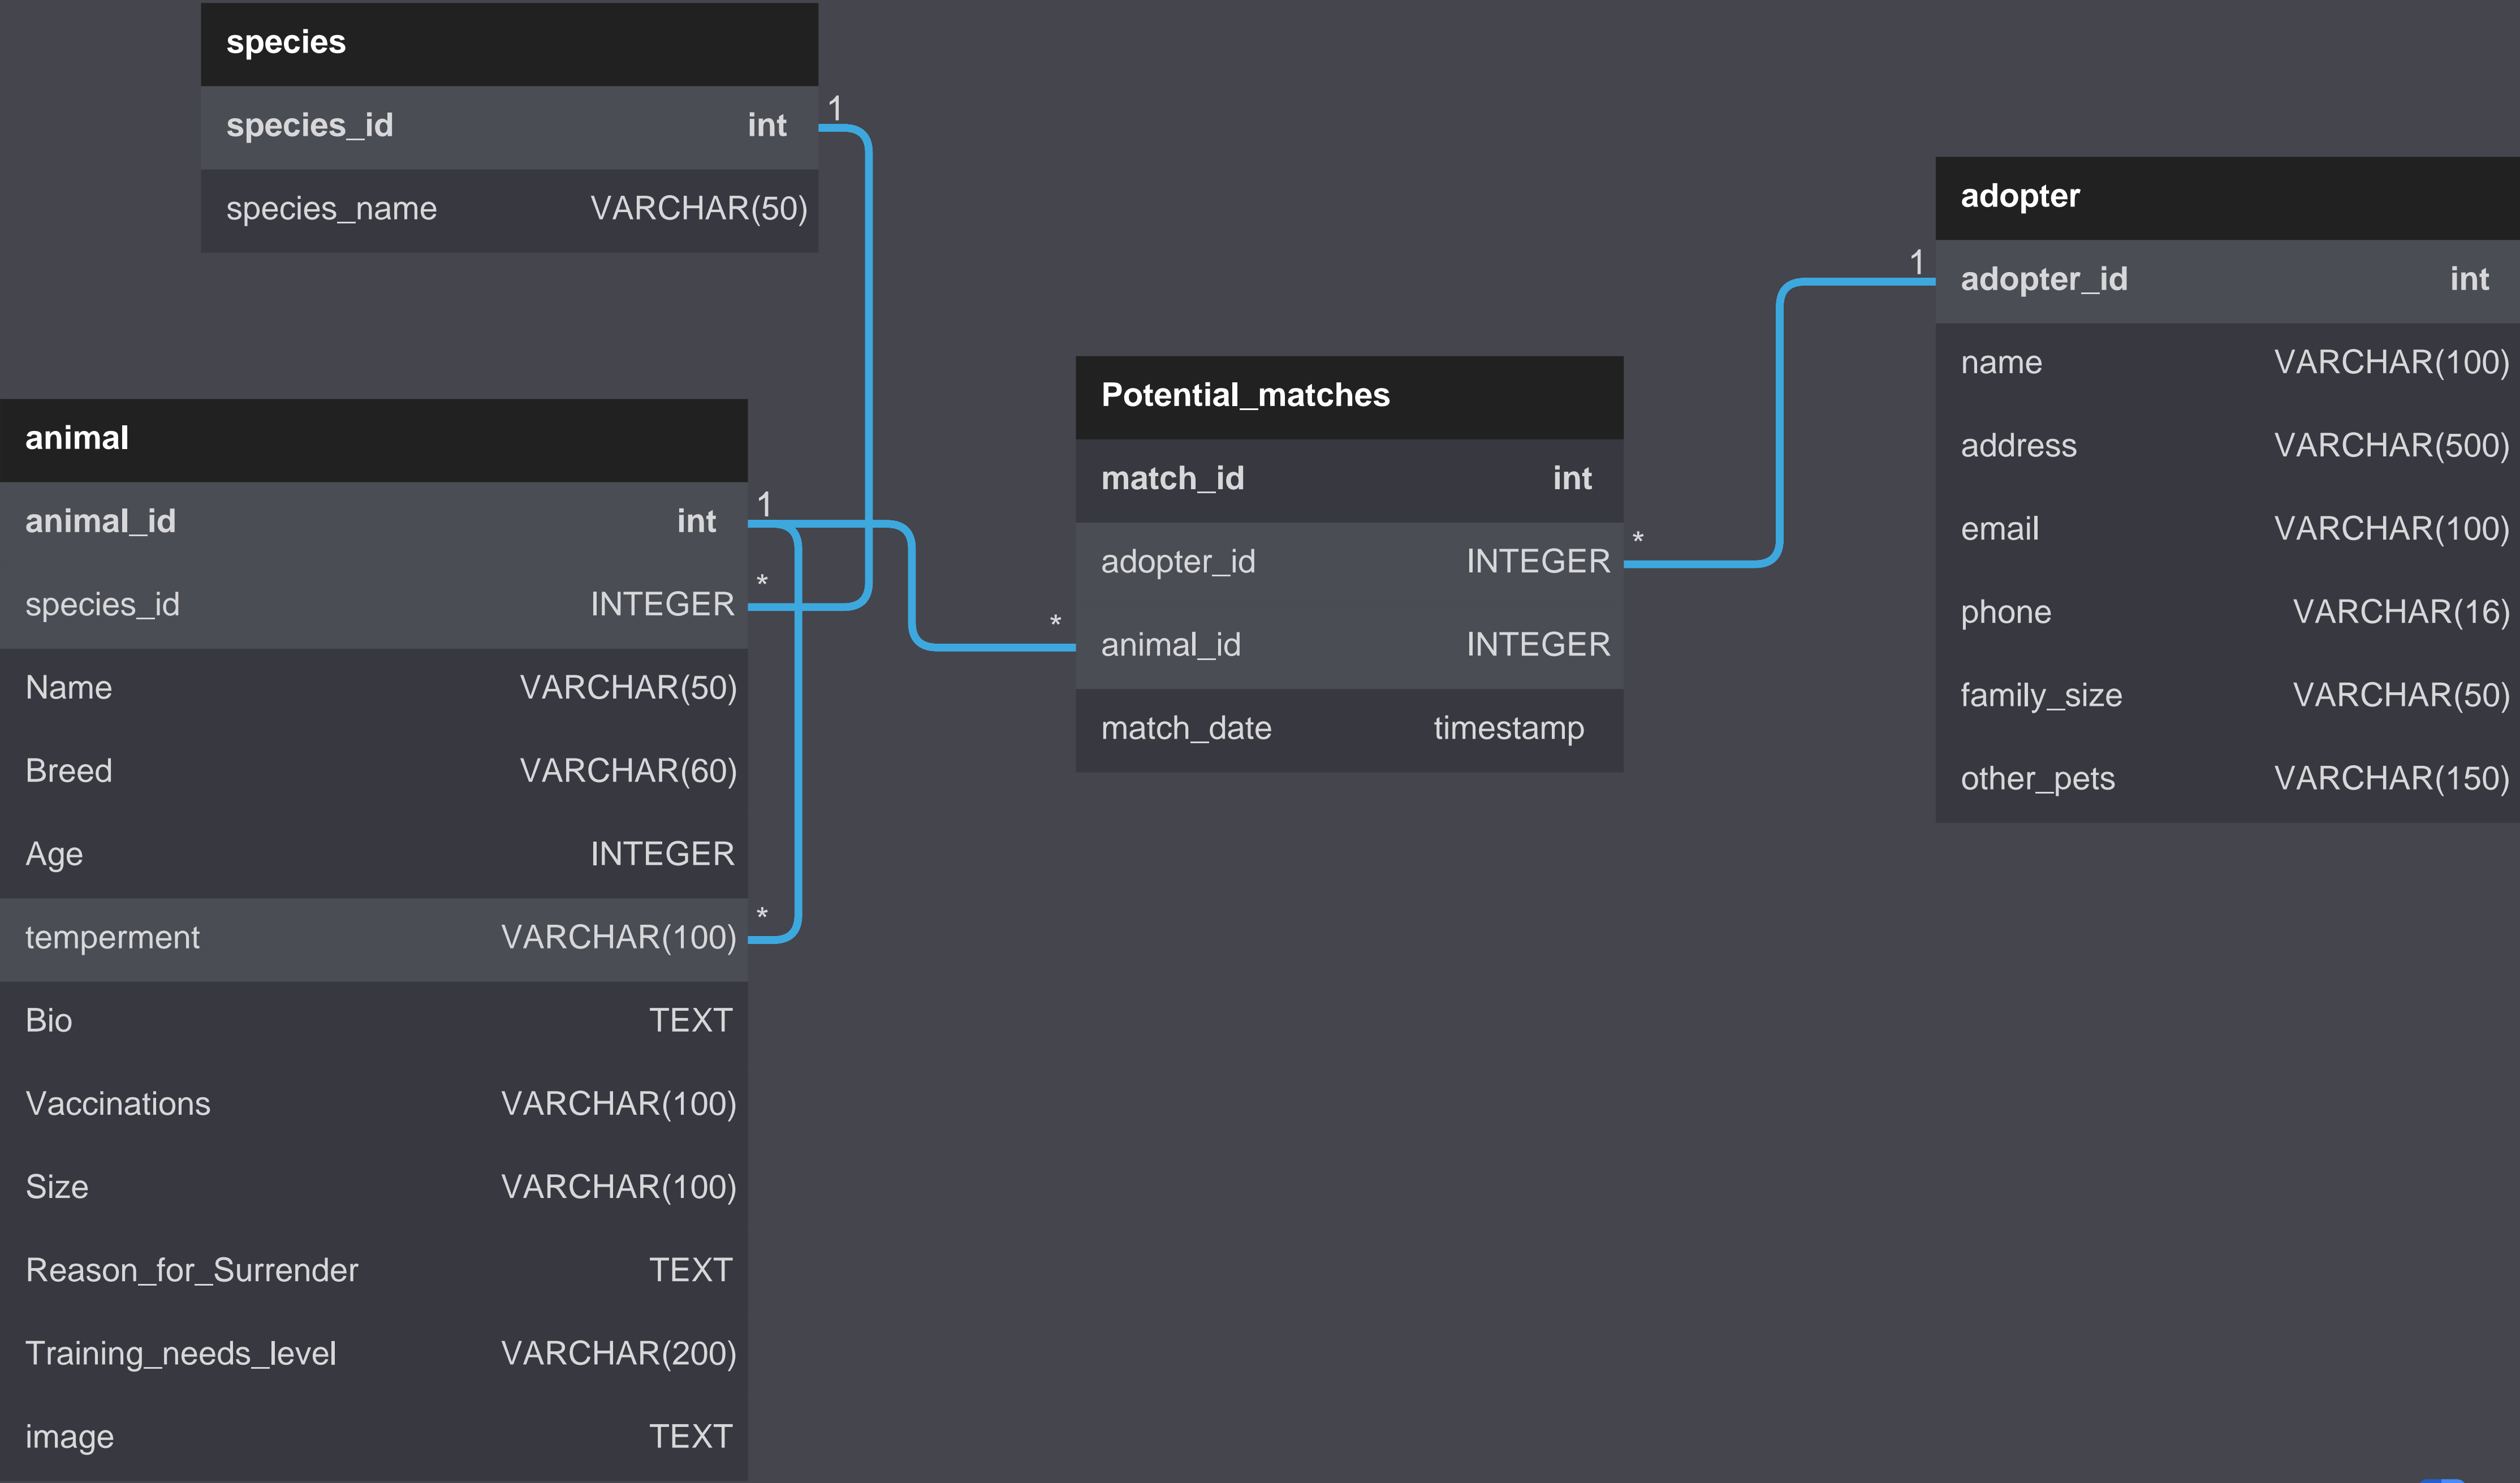 species
species_id int
species_name VARCHAR(50)
1
animal
animal_id int
1
species_id INTEGER
*
Name VARCHAR(50)
Breed VARCHAR(60)
Age INTEGER
temperment VARCHAR(100)
*
Bio TEXT
Vaccinations VARCHAR(100)
Size VARCHAR(100)
Reason_for_Surrender TEXT
Training_needs_level VARCHAR(200)
image TEXT
Potential_matches
match_id int
adopter_id INTEGER
*
*
animal_id INTEGER
match_date timestamp
adopter
1
adopter_id int
name VARCHAR(100)
address VARCHAR(500)
email VARCHAR(100)
phone VARCHAR(16)
family_size VARCHAR(50)
other_pets VARCHAR(150)